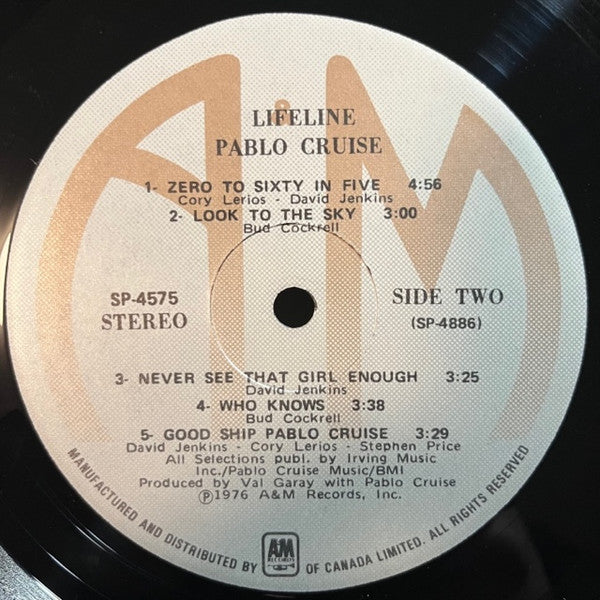 LIFELINE
PABLO CRUISE
1- ZERO TO SIXTY IN FIVE 4:56
Cory Lerios - David Jenkins
2- LOOK TO THE SKY 3:00
Bud Cockrell
SP-4575
STEREO
SIDE TWO
(SP-4886)
3- NEVER SEE THAT GIRL ENOUGH 3:25
David Jenkins
4- WHO KNOWS 3:38
Bud Cockrell
5- GOOD SHIP PABLO CRUISE 3:29
David Jenkins - Cory Lerios - Stephen Price
All Selections publ. by Irving Music
Inc./Pablo Cruise Music/BMI
Produced by Val Garay with Pablo Cruise
Ⓟ1976 A&M Records, Inc.
MANUFACTURED AND DISTRIBUTED BY A&M RECORDS OF CANADA LIMITED. ALL RIGHTS RESERVED
A&M